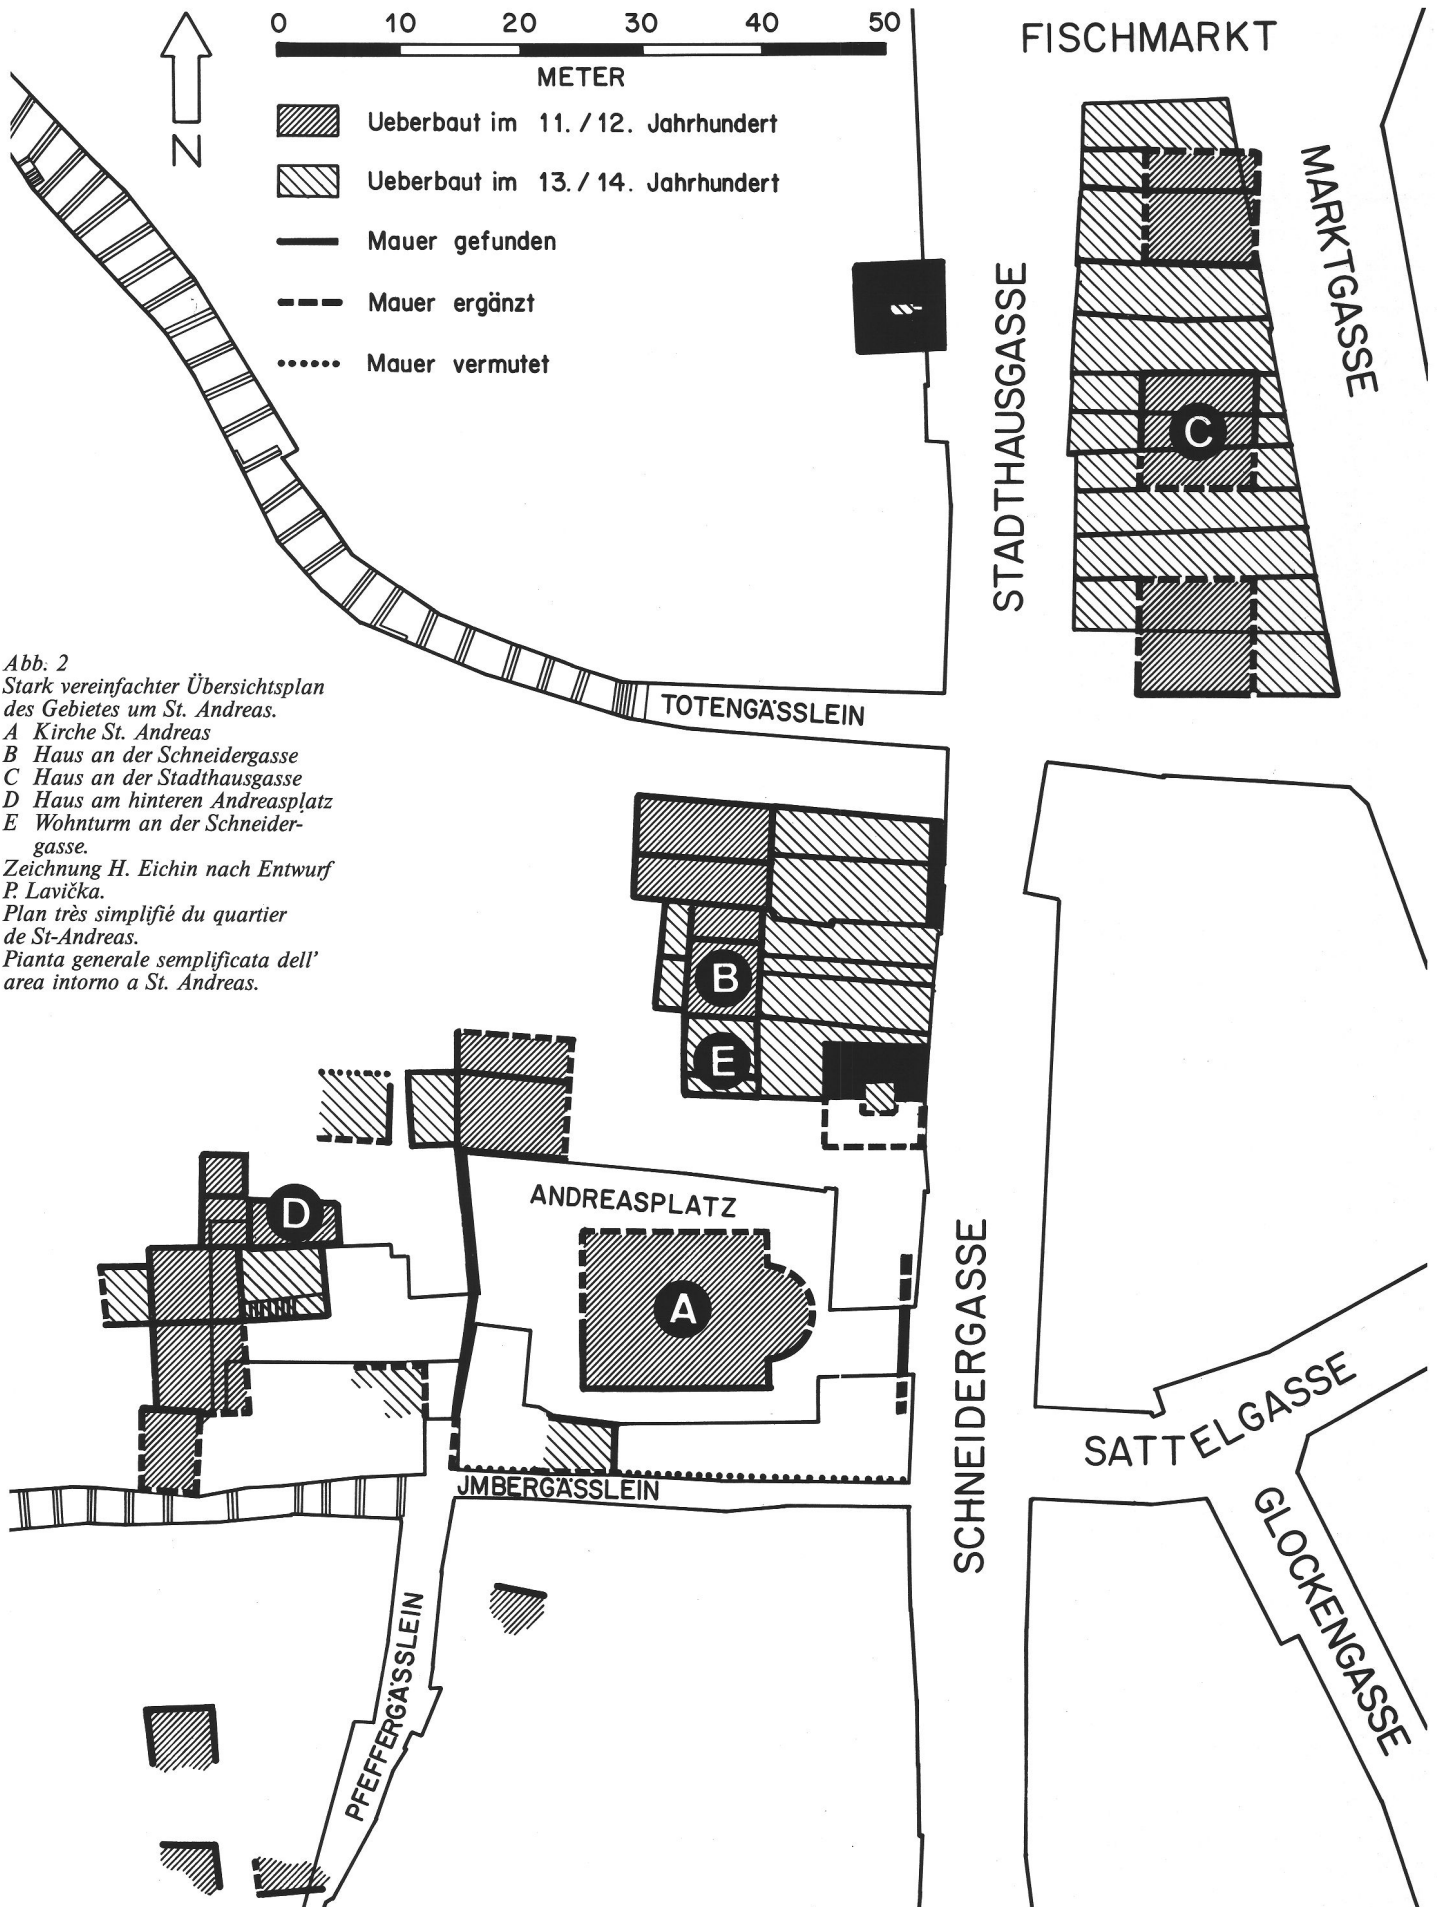 0 10 20 30 40 50
METER
N
Ueberbaut im 11./12. Jahrhundert
Ueberbaut im 13./14. Jahrhundert
Mauer gefunden
Mauer ergänzt
Mauer vermutet
FISCHMARKT
MARKTGASSE
STADTHAUSGASSE
C
Abb. 2
Stark vereinfachter Übersichtsplan
des Gebietes um St. Andreas.
A Kirche St. Andreas
B Haus an der Schneidergasse
C Haus an der Stadthausgasse
D Haus am hinteren Andreasplatz
E Wohnturm an der Schneider-
gasse.
Zeichnung H. Eichin nach Entwurf
P. Lavička.
Plan très simplifié du quartier
de St-Andreas.
Pianta generale semplificata dell'
area intorno a St. Andreas.
TOTENGÄSSLEIN
B
E
D
ANDREASPLATZ
A
SCHNEIDERGASSE
SATTELGASSE
JMBERGÄSSLEIN
GLOCKENGASSE
PFEFFERGÄSSLEIN